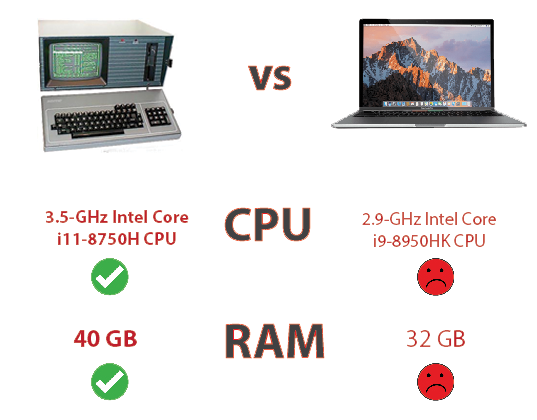 VS
3.5-GHz Intel Core
i11-8750H CPU
CPU
2.9-GHz Intel Core
i9-8950HK CPU
40 GB
RAM
32 GB